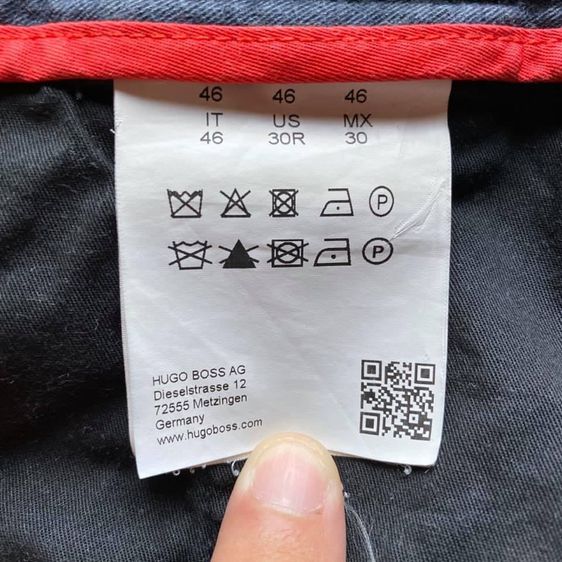 46 46 46
IT US MX
46 30R 30
P
P
HUGO BOSS AG
Dieselstrasse 12
72555 Metzingen
Germany
www.hugoboss.com